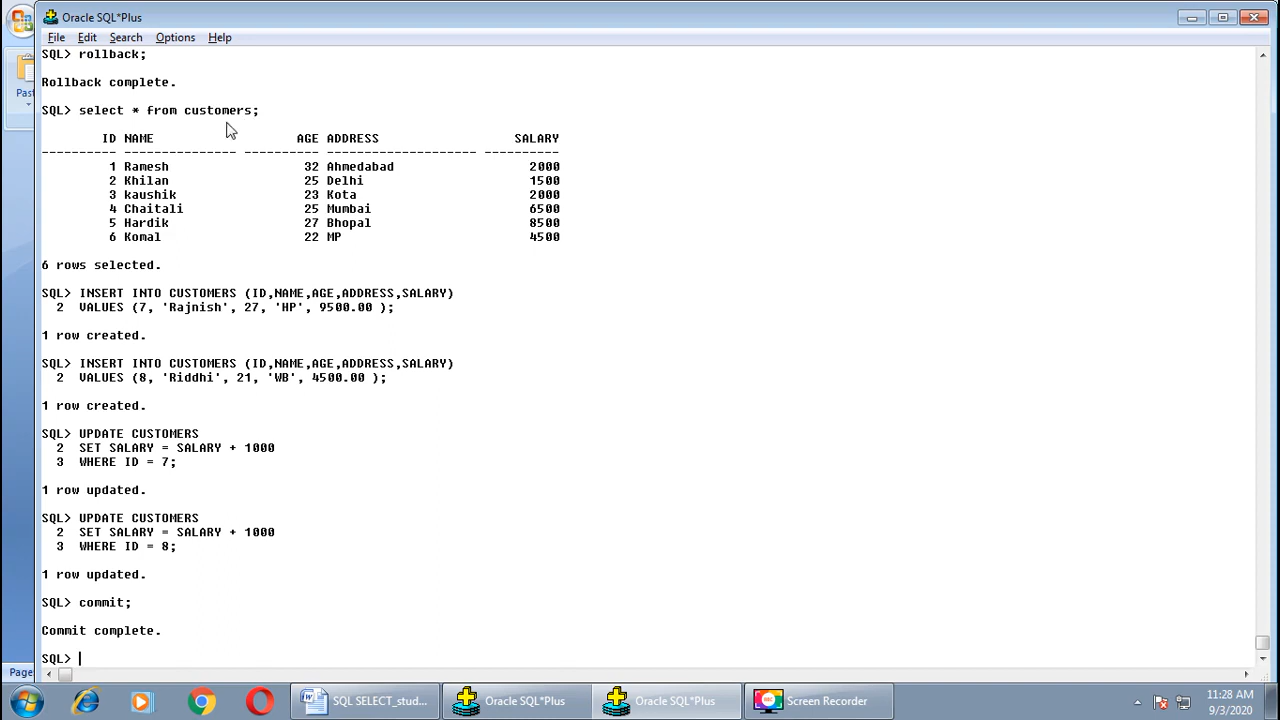 Oracle SQL*Plus
File Edit Search Options Help
Past
SQL> rollback;
Rollback complete.
SQL> select * from customers;
ID NAME AGE ADDRESS SALARY
---------- --------------- ---------- -------------------- ----------
1 Ramesh 32 Ahmedabad 2000
2 Khilan 25 Delhi 1500
3 kaushik 23 Kota 2000
4 Chaitali 25 Mumbai 6500
5 Hardik 27 Bhopal 8500
6 Komal 22 MP 4500
6 rows selected.
SQL> INSERT INTO CUSTOMERS (ID,NAME,AGE,ADDRESS,SALARY)
2 VALUES (7, 'Rajnish', 27, 'HP', 9500.00 );
1 row created.
SQL> INSERT INTO CUSTOMERS (ID,NAME,AGE,ADDRESS,SALARY)
2 VALUES (8, 'Riddhi', 21, 'WB', 4500.00 );
1 row created.
SQL> UPDATE CUSTOMERS
2 SET SALARY = SALARY + 1000
3 WHERE ID = 7;
1 row updated.
SQL> UPDATE CUSTOMERS
2 SET SALARY = SALARY + 1000
3 WHERE ID = 8;
1 row updated.
SQL> commit;
Commit complete.
SQL>
Page
SQL SELECT_stud... Oracle SQL*Plus Oracle SQL*Plus Screen Recorder
11:28 AM
9/3/2020